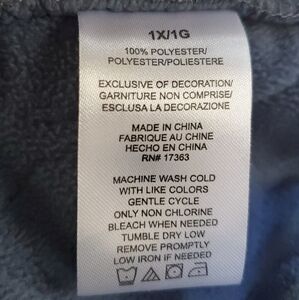 1X/1G
100% POLYESTER/
POLYESTER/POLIESTERE
EXCLUSIVE OF DECORATION/
GARNITURE NON COMPRISE/
ESCLUSA LA DECORAZIONE
MADE IN CHINA
FABRIQUE AU CHINE
HECHO EN CHINA
RN# 17363
MACHINE WASH COLD
WITH LIKE COLORS
GENTLE CYCLE
ONLY NON CHLORINE
BLEACH WHEN NEEDED
TUMBLE DRY LOW
REMOVE PROMPTLY
LOW IRON IF NEEDED